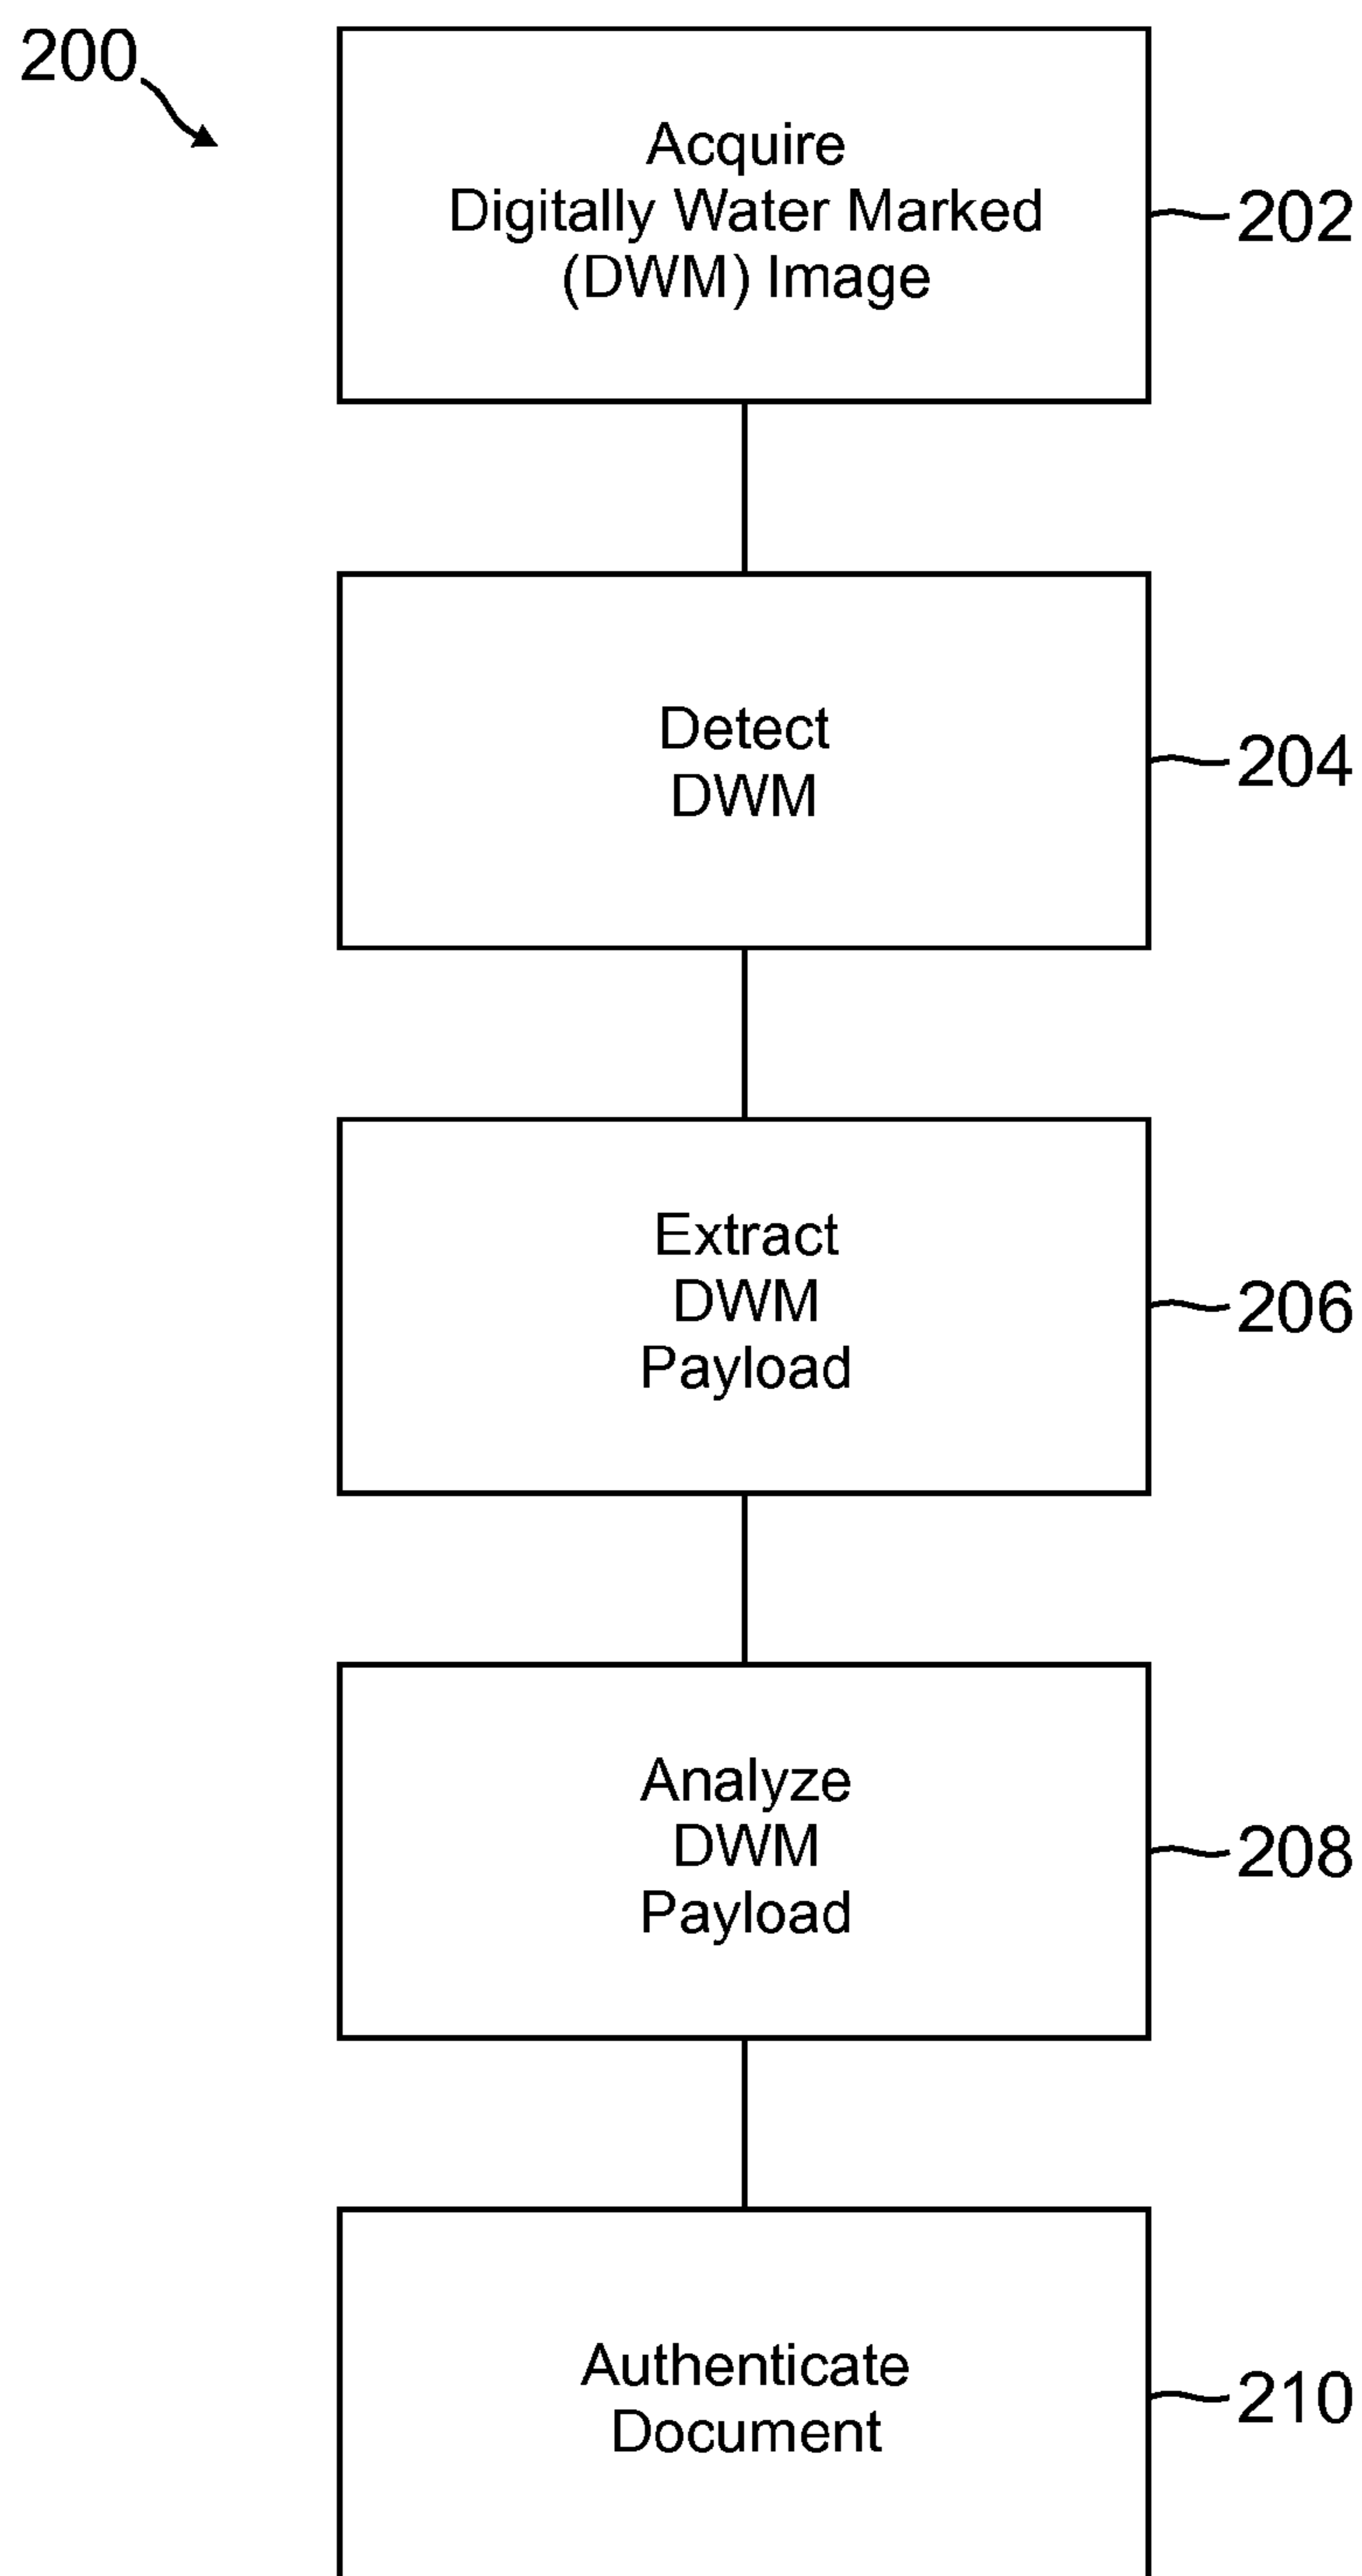 200
Acquire
Digitally Water Marked
(DWM) Image
202
Detect
DWM
204
Extract
DWM
Payload
206
Analyze
DWM
Payload
208
Authenticate
Document
210